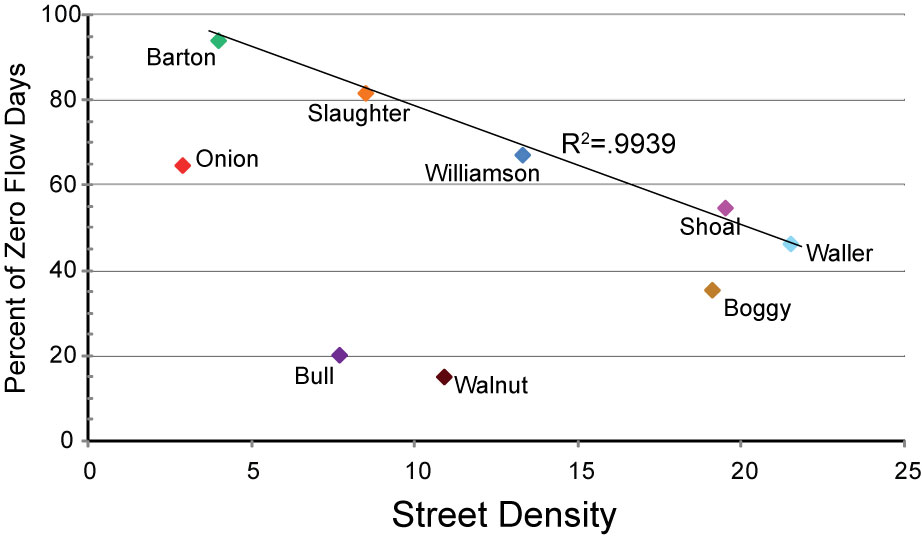 Percent of Zero Flow Days
100
80
60
40
20
0
Barton
Slaughter
Onion
Williamson
R²=.9939
Shoal
Waller
Boggy
Bull
Walnut
0 5 10 15 20 25
Street Density